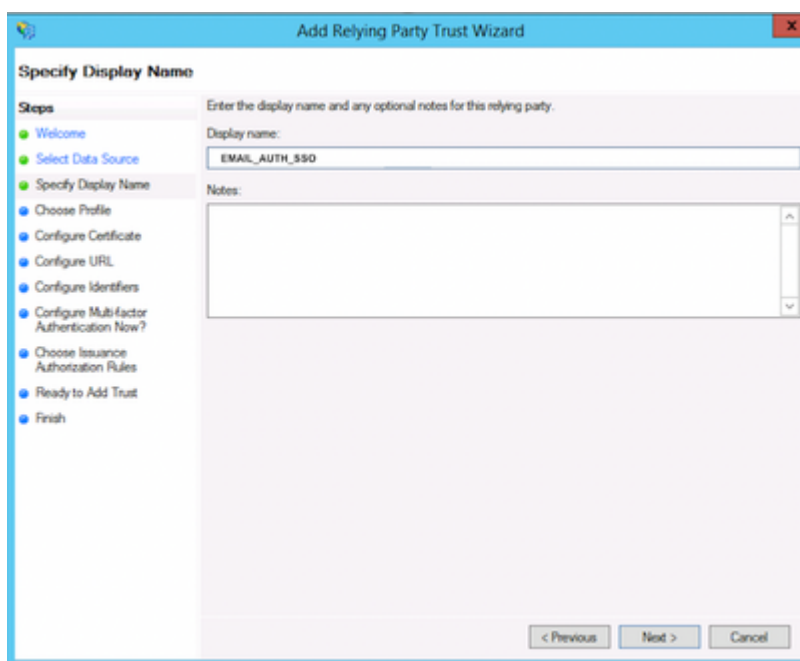 Add Relying Party Trust Wizard
x
Specify Display Name
Steps
Welcome
Select Data Source
Specify Display Name
Choose Profile
Configure Certificate
Configure URL
Configure Identifiers
Configure Multi-factor
Authentication Now?
Choose Issuance
Authorization Rules
Ready to Add Trust
Finish
Enter the display name and any optional notes for this relying party.
Display name:
EMAIL_AUTH_SSO
Notes:
< Previous
Next >
Cancel